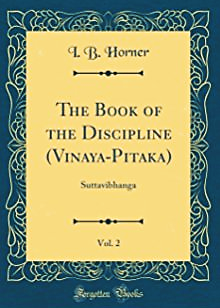 I. B. Horner
The Book of
the Discipline
(Vinaya-Pitaka)
Suttavibhanga
Vol. 2
Forgotten Books